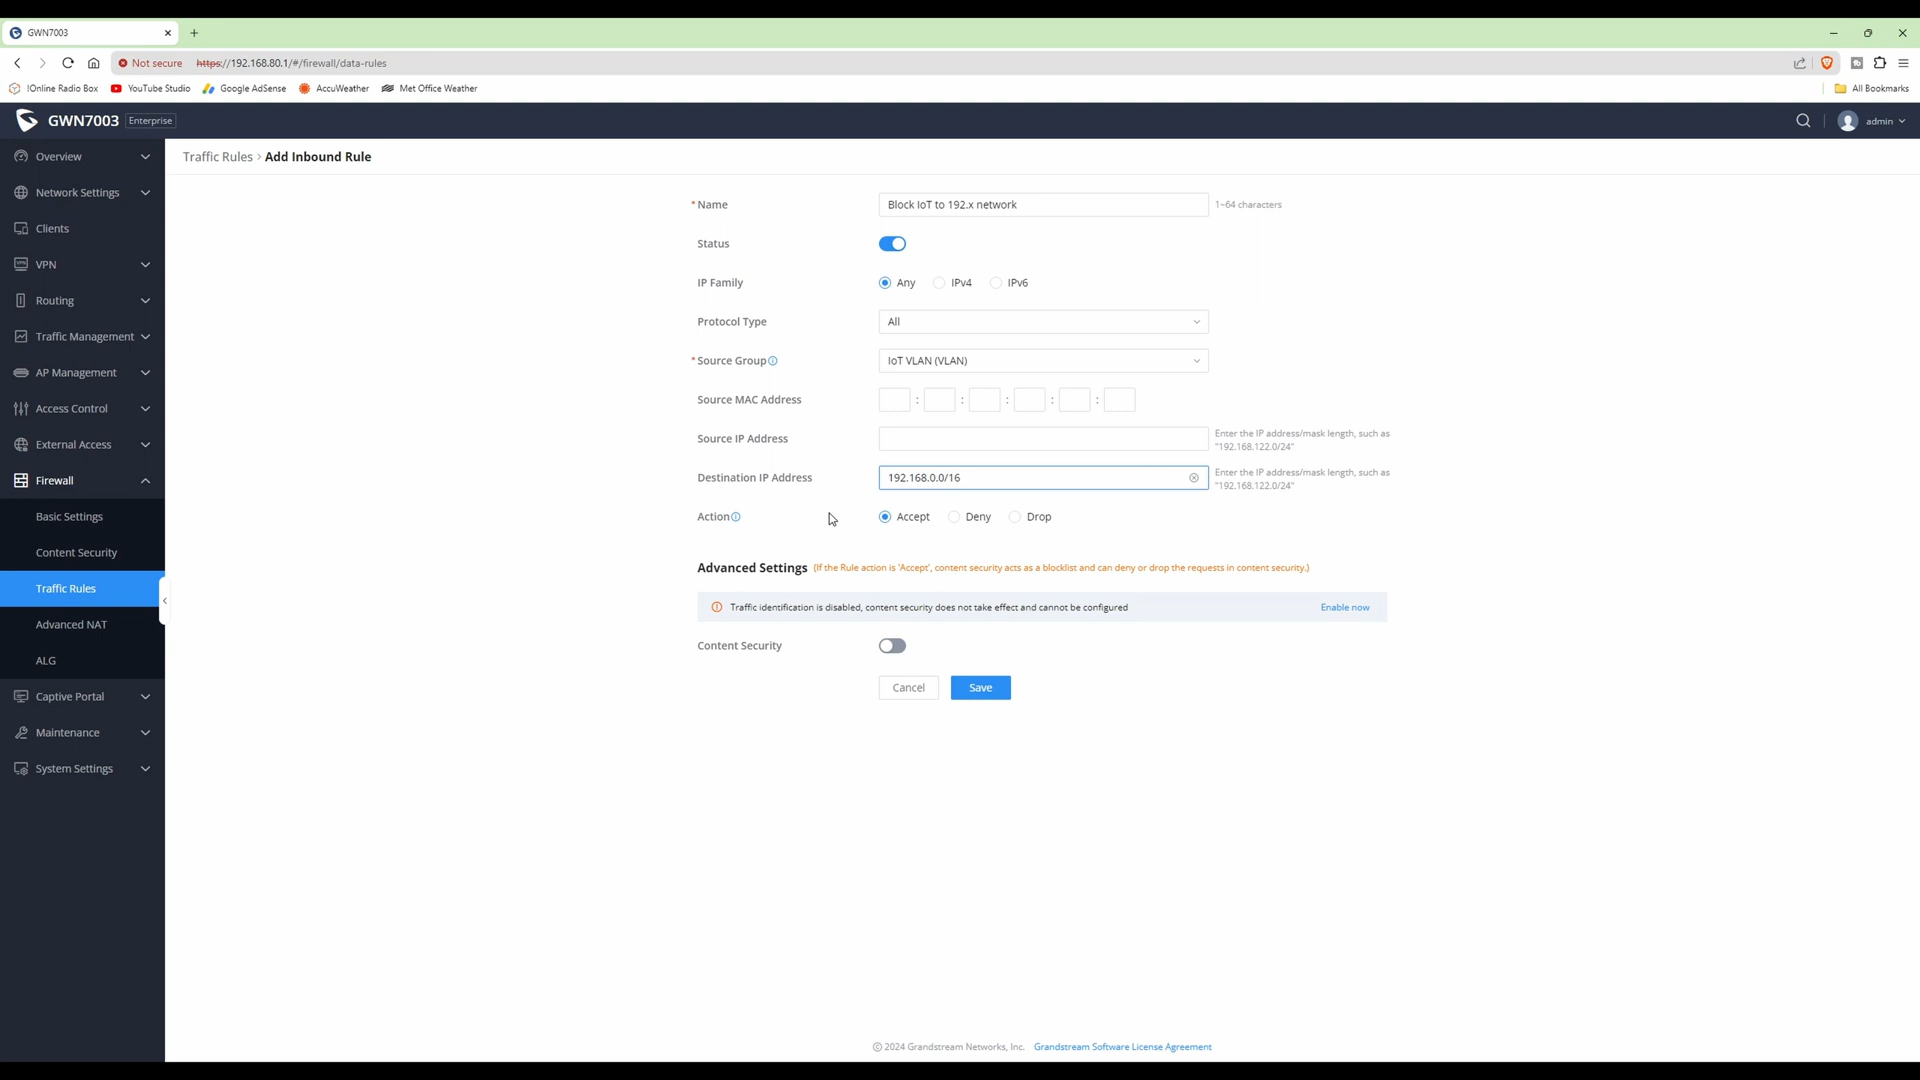 GWN7003
Not secure https://192.168.80.1/#/firewall/data-rules
!Online Radio Box YouTube Studio Google AdSense AccuWeather Met Office Weather All Bookmarks
GWN7003 Enterprise admin
Overview
Network Settings
Clients
VPN
Routing
Traffic Management
AP Management
Access Control
External Access
Firewall
Basic Settings
Content Security
Traffic Rules
Advanced NAT
ALG
Captive Portal
Maintenance
System Settings
Traffic Rules > Add Inbound Rule
* Name Block IoT to 192.x network 1~64 characters
Status
IP Family Any IPv4 IPv6
Protocol Type All
* Source Group IoT VLAN (VLAN)
Source MAC Address : : : : :
Source IP Address Enter the IP address/mask length, such as
"192.168.122.0/24"
Destination IP Address 192.168.0.0/16 Enter the IP address/mask length, such as
"192.168.122.0/24"
Action Accept Deny Drop
Advanced Settings (If the Rule action is 'Accept', content security acts as a blocklist and can deny or drop the requests in content security.)
Traffic identification is disabled, content security does not take effect and cannot be configured Enable now
Content Security
Cancel Save
© 2024 Grandstream Networks, Inc. Grandstream Software License Agreement